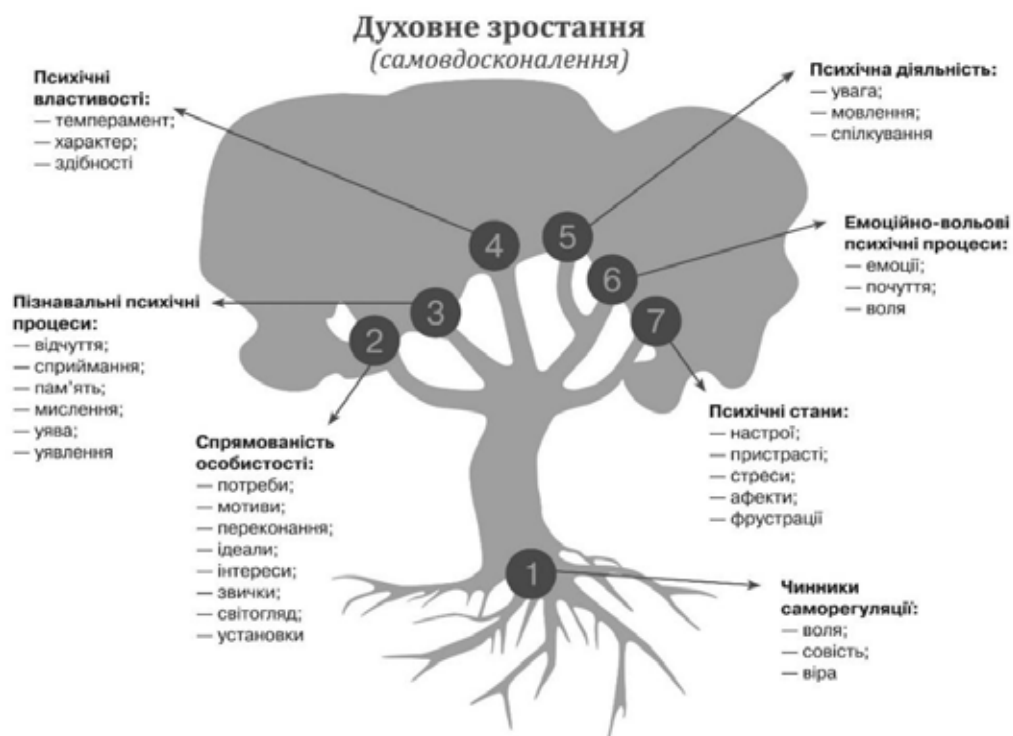 Духовне зростання
(самовдосконалення)
Психічні
властивості:
— темперамент;
— характер;
— здібності
Психічна діяльність:
— увага;
— мовлення;
— спілкування
4
5
Емоційно-вольові
психічні процеси:
— емоції;
— почуття;
— воля
6
Пізнавальні психічні
процеси:
— відчуття;
— сприймання;
— пам’ять;
— мислення;
— уява;
— уявлення
3
2
7
Спрямованість
особистості:
— потреби;
— мотиви;
— переконання;
— ідеали;
— інтереси;
— звички;
— світогляд;
— установки
Психічні стани:
— настрої;
— пристрасті;
— стреси;
— афекти;
— фрустрації
1
Чинники
саморегуляції:
— воля;
— совість;
— віра